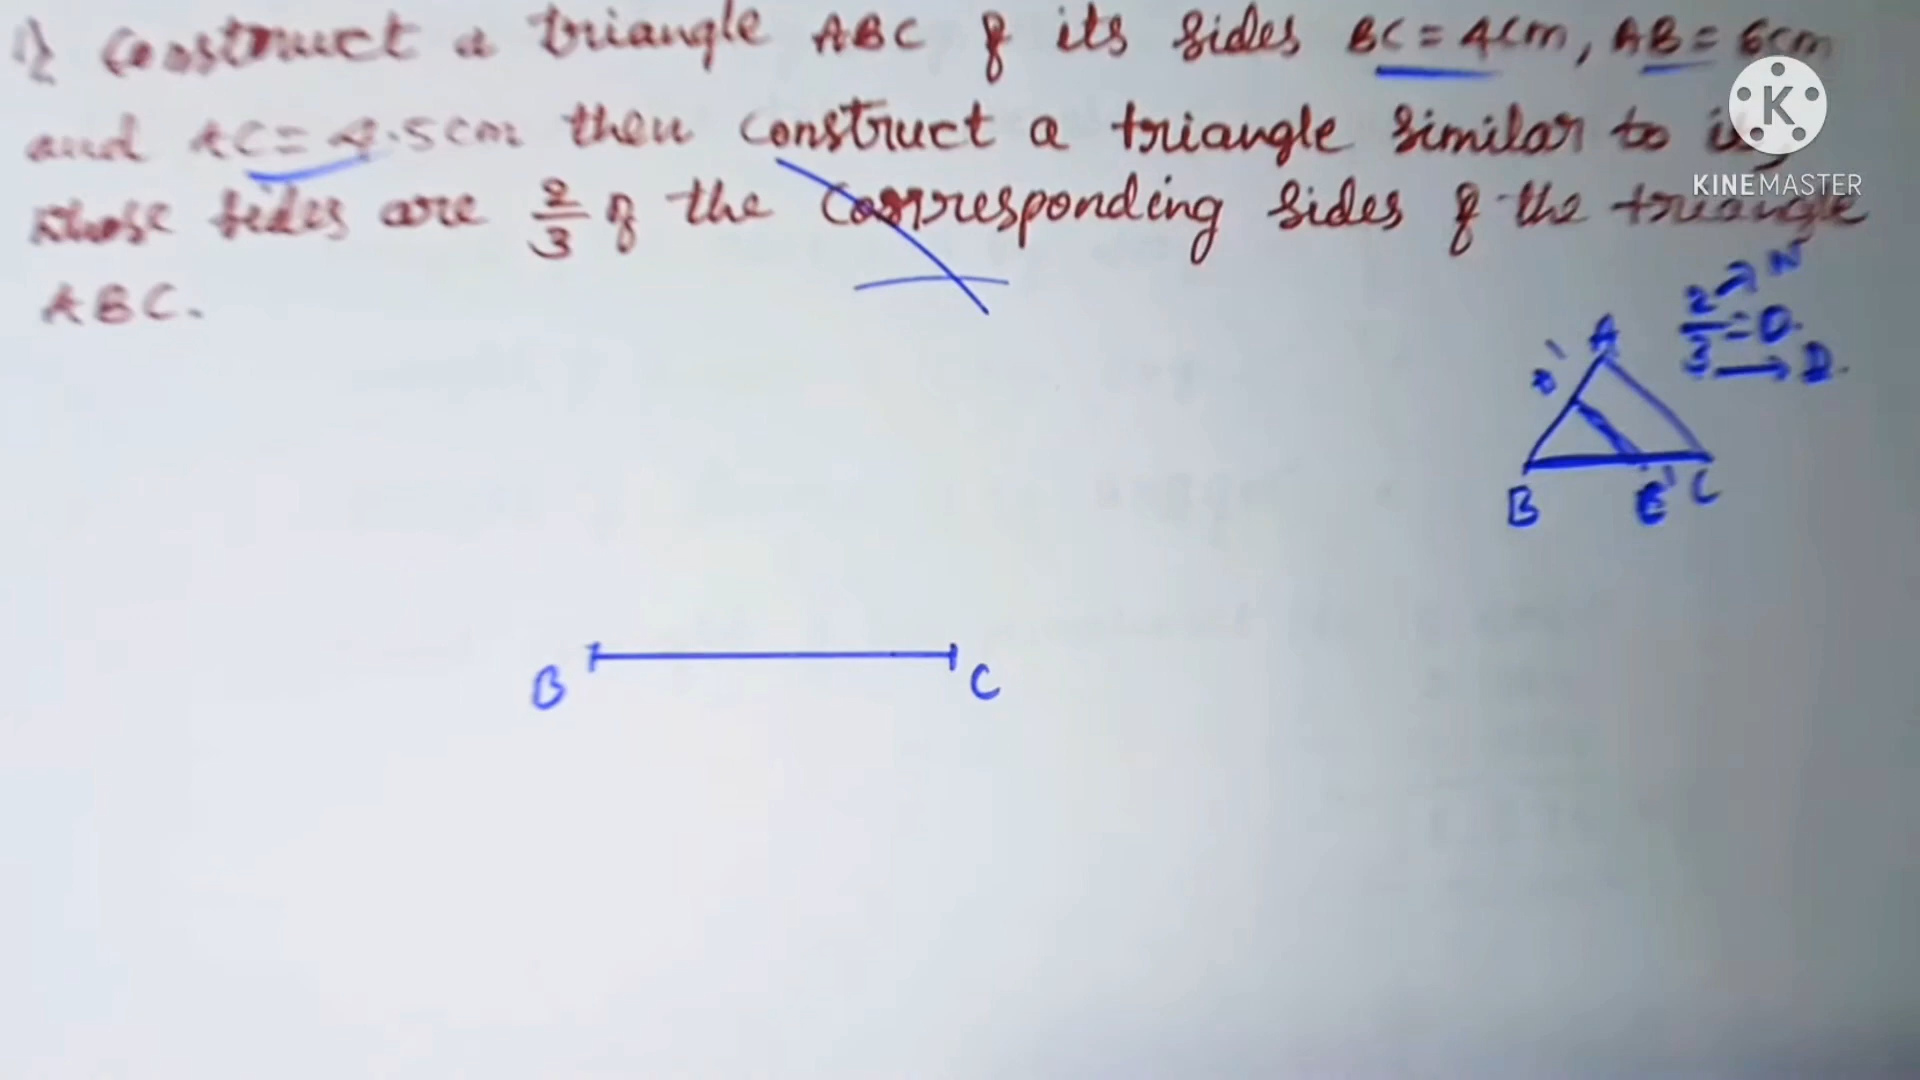 1) Construct a triangle ABC of its sides BC = 4cm, AB = 6cm
and AC = 4.5cm then construct a triangle similar to it
whose sides are 2/3 of the corresponding sides of the triangle
ABC.
KINEMASTER
2/3
N
D
A
B
C
B
C